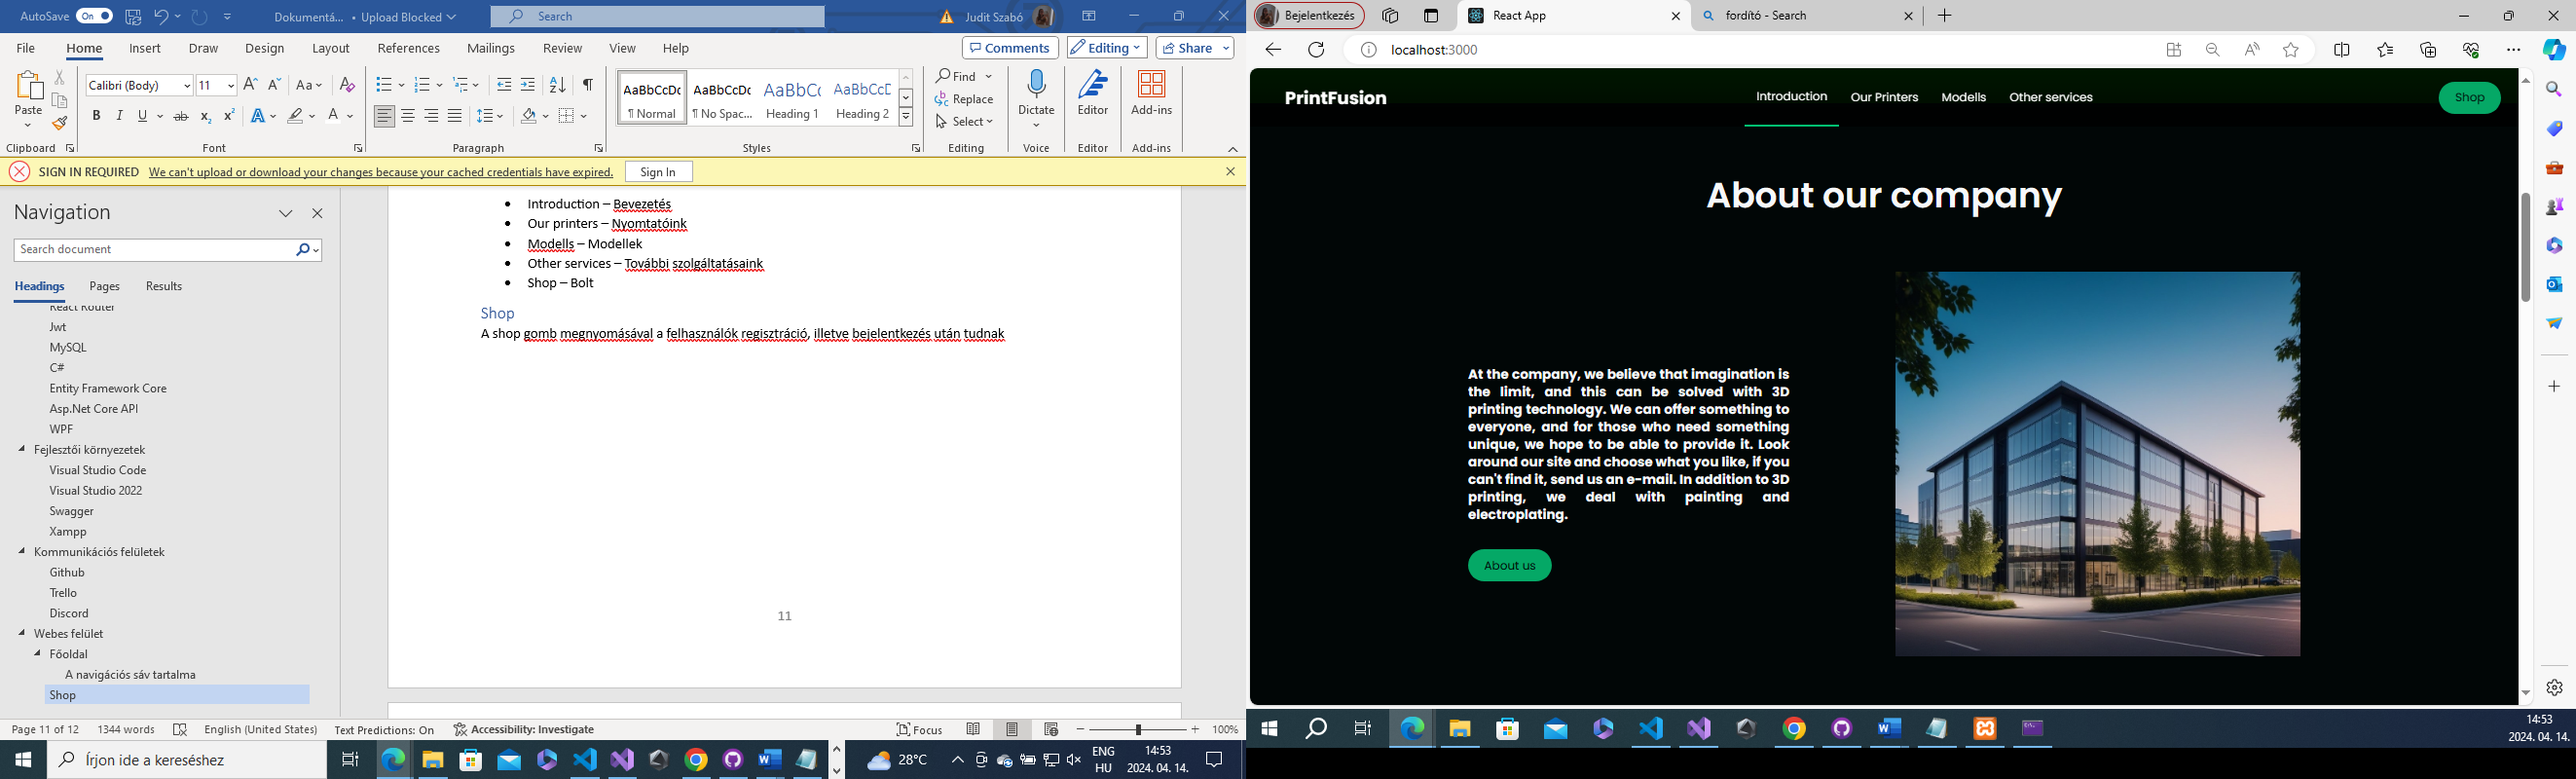 AutoSave On Dokumentá... • Upload Blocked Search Judit Szabó
File Home Insert Draw Design Layout References Mailings Review View Help Comments Editing Share
Paste Calibri (Body) 11 Aa AaBbCcDc AaBbCcDc AaBbCc AaBbCcD Find Replace Select Dictate Editor Add-ins
¶ Normal ¶ No Spac... Heading 1 Heading 2
Clipboard Font Paragraph Styles Editing Voice Editor Add-ins
SIGN IN REQUIRED We can't upload or download your changes because your cached credentials have expired. Sign In
Navigation
Search document
Headings Pages Results
React Router
Jwt
MySQL
C#
Entity Framework Core
Asp.Net Core API
WPF
Fejlesztői környezetek
Visual Studio Code
Visual Studio 2022
Swagger
Xampp
Kommunikációs felületek
Github
Trello
Discord
Webes felület
Főoldal
A navigációs sáv tartalma
Shop
• Introduction – Bevezetés
• Our printers – Nyomtatóink
• Modells – Modellek
• Other services – További szolgáltatásaink
• Shop – Bolt
Shop
A shop gomb megnyomásával a felhasználók regisztráció, illetve bejelentkezés után tudnak
11
Page 11 of 12 1344 words English (United States) Text Predictions: On Accessibility: Investigate Focus 100%
Írjon ide a kereséshez 28°C ENG HU 14:53 2024. 04. 14.
Bejelentkezés React App fordító - Search
localhost:3000
PrintFusion Introduction Our Printers Modells Other services Shop
About our company
At the company, we believe that imagination is
the limit, and this can be solved with 3D
printing technology. We can offer something to
everyone, and for those who need something
unique, we hope to be able to provide it. Look
around our site and choose what you like, if you
can't find it, send us an e-mail. In addition to 3D
printing, we deal with painting and
electroplating.
About us
14:53
2024. 04. 14.